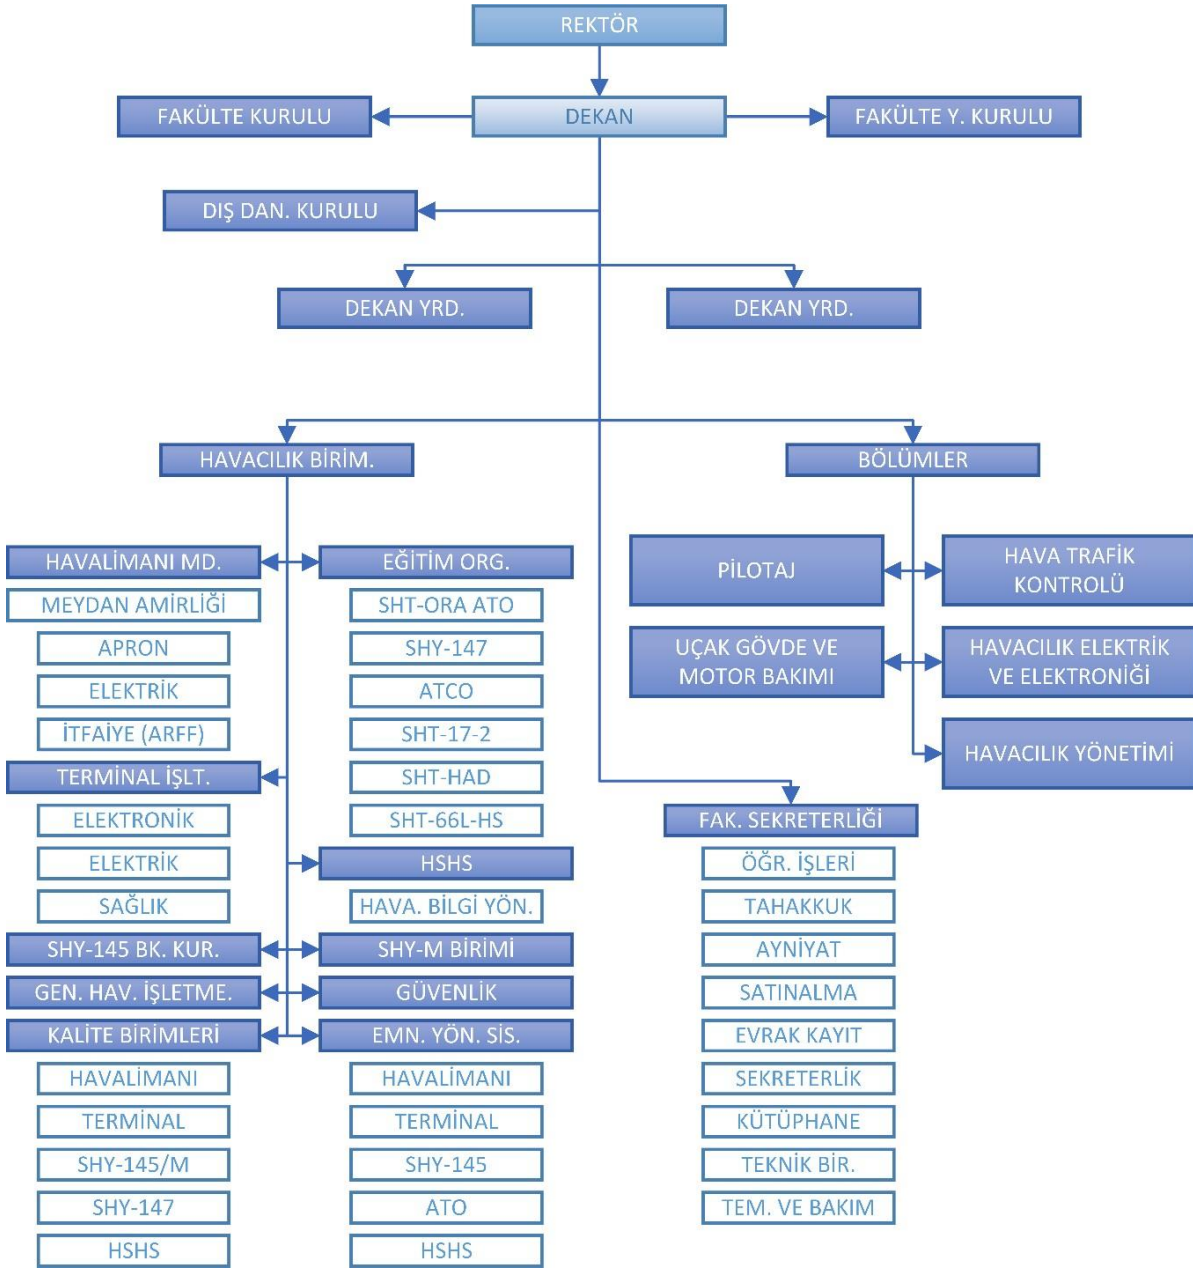 REKTÖR
FAKÜLTE KURULU
DEKAN
FAKÜLTE Y. KURULU
DIŞ DAN. KURULU
DEKAN YRD.
DEKAN YRD.
HAVACILIK BİRİM.
BÖLÜMLER
HAVALİMANI MD.
MEYDAN AMİRLİĞİ
APRON
ELEKTRİK
İTFAİYE (ARFF)
TERMİNAL İŞLT.
ELEKTRONİK
ELEKTRİK
SAĞLIK
SHY-145 BK. KUR.
GEN. HAV. İŞLETME.
KALİTE BİRİMLERİ
HAVALİMANI
TERMİNAL
SHY-145/M
SHY-147
HSHS
EĞİTİM ORG.
SHT-ORA ATO
SHY-147
ATCO
SHT-17-2
SHT-HAD
SHT-66L-HS
HSHS
HAVA. BİLGİ YÖN.
SHY-M BİRİMİ
GÜVENLİK
EMN. YÖN. SİS.
HAVALİMANI
TERMİNAL
SHY-145
ATO
HSHS
PİLOTAJ
HAVA TRAFİK
KONTROLÜ
UÇAK GÖVDE VE
MOTOR BAKIMI
HAVACILIK ELEKTRİK
VE ELEKTRONİĞİ
HAVACILIK YÖNETİMİ
FAK. SEKRETERLİĞİ
ÖĞR. İŞLERİ
TAHAKKUK
AYNİYAT
SATINALMA
EVRAK KAYIT
SEKRETERLİK
KÜTÜPHANE
TEKNİK BİR.
TEM. VE BAKIM